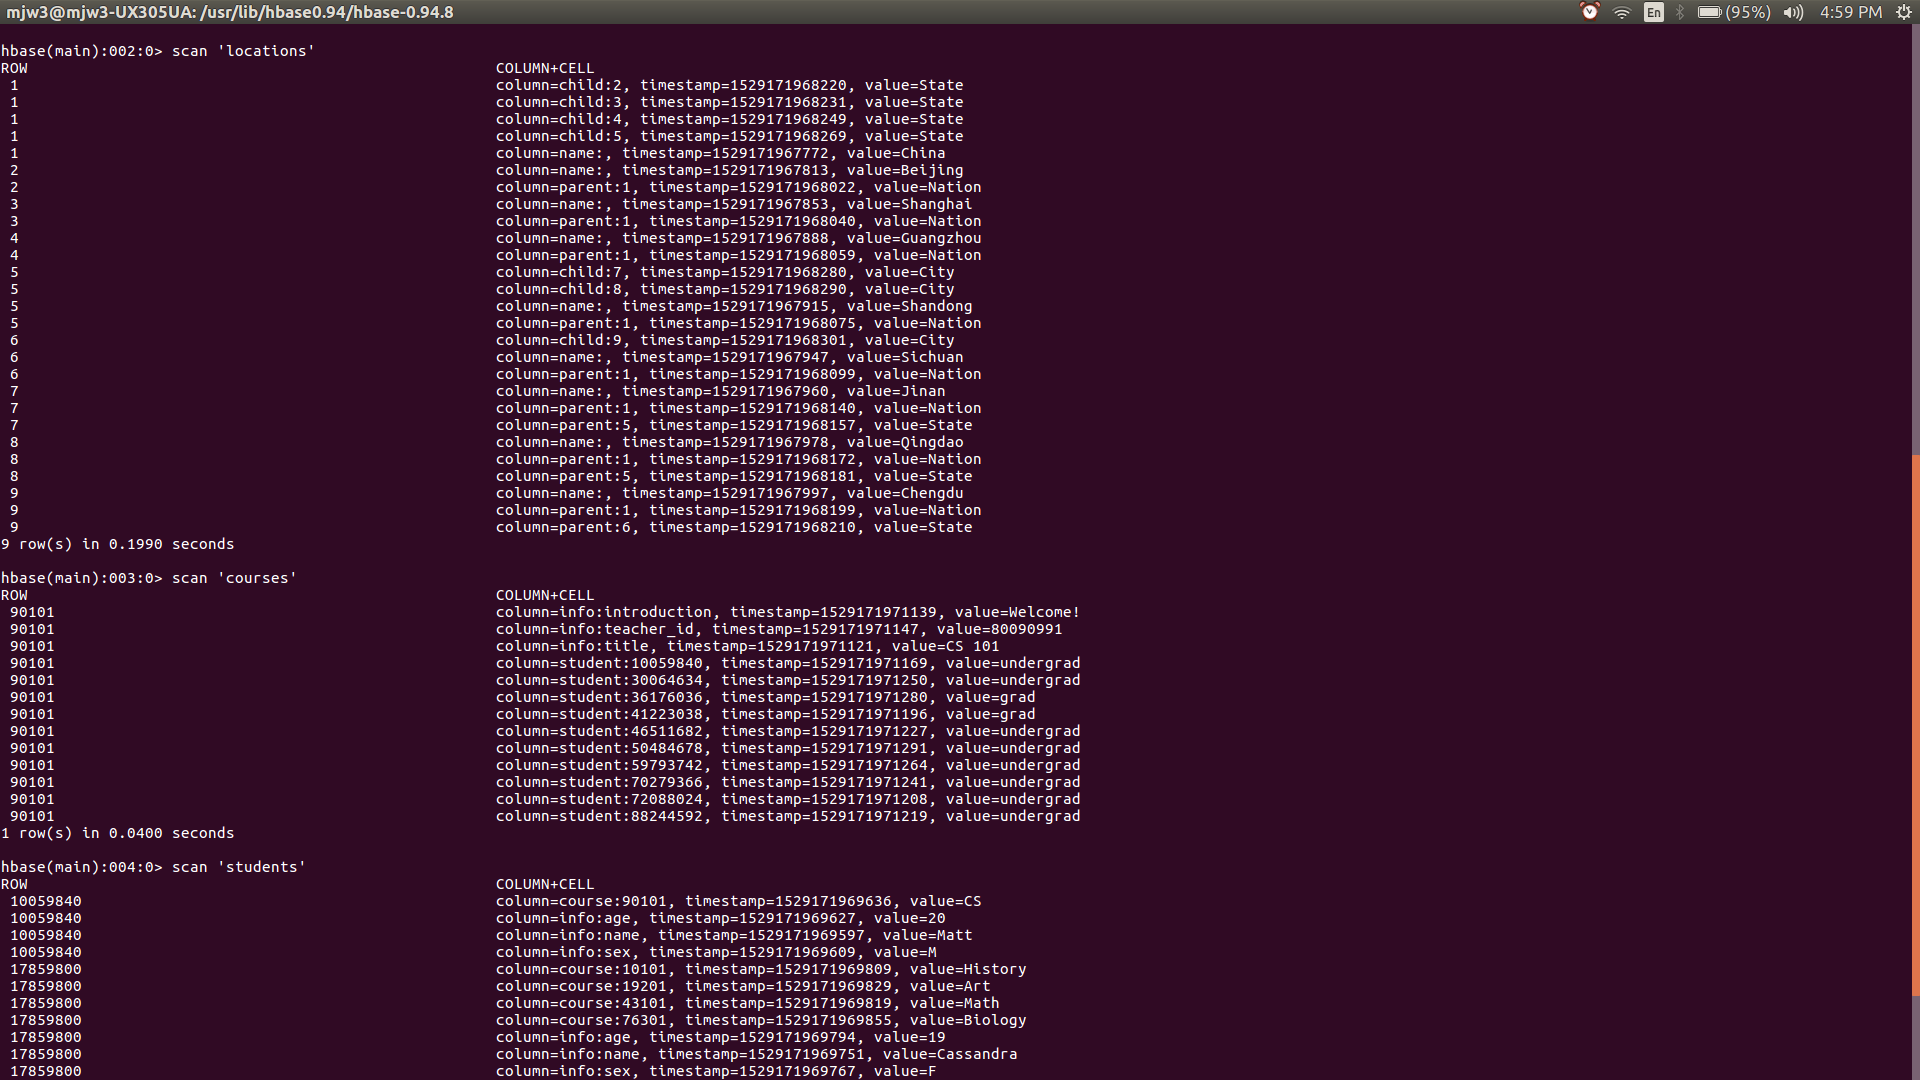 mjw3@mjw3-UX305UA: /usr/lib/hbase0.94/hbase-0.94.8 En (95%) 4:59 PM
hbase(main):002:0> scan 'locations'
ROW COLUMN+CELL
1 column=child:2, timestamp=1529171968220, value=State
1 column=child:3, timestamp=1529171968231, value=State
1 column=child:4, timestamp=1529171968249, value=State
1 column=child:5, timestamp=1529171968269, value=State
1 column=name:, timestamp=1529171967772, value=China
2 column=name:, timestamp=1529171967813, value=Beijing
2 column=parent:1, timestamp=1529171968022, value=Nation
3 column=name:, timestamp=1529171967853, value=Shanghai
3 column=parent:1, timestamp=1529171968040, value=Nation
4 column=name:, timestamp=1529171967888, value=Guangzhou
4 column=parent:1, timestamp=1529171968059, value=Nation
5 column=child:7, timestamp=1529171968280, value=City
5 column=child:8, timestamp=1529171968290, value=City
5 column=name:, timestamp=1529171967915, value=Shandong
5 column=parent:1, timestamp=1529171968075, value=Nation
6 column=child:9, timestamp=1529171968301, value=City
6 column=name:, timestamp=1529171967947, value=Sichuan
6 column=parent:1, timestamp=1529171968099, value=Nation
7 column=name:, timestamp=1529171967960, value=Jinan
7 column=parent:1, timestamp=1529171968140, value=Nation
7 column=parent:5, timestamp=1529171968157, value=State
8 column=name:, timestamp=1529171967978, value=Qingdao
8 column=parent:1, timestamp=1529171968172, value=Nation
8 column=parent:5, timestamp=1529171968181, value=State
9 column=name:, timestamp=1529171967997, value=Chengdu
9 column=parent:1, timestamp=1529171968199, value=Nation
9 column=parent:6, timestamp=1529171968210, value=State
9 row(s) in 0.1990 seconds
hbase(main):003:0> scan 'courses'
ROW COLUMN+CELL
90101 column=info:introduction, timestamp=1529171971139, value=Welcome!
90101 column=info:teacher_id, timestamp=1529171971147, value=80090991
90101 column=info:title, timestamp=1529171971121, value=CS 101
90101 column=student:10059840, timestamp=1529171971169, value=undergrad
90101 column=student:30064634, timestamp=1529171971250, value=undergrad
90101 column=student:36176036, timestamp=1529171971280, value=grad
90101 column=student:41223038, timestamp=1529171971196, value=grad
90101 column=student:46511682, timestamp=1529171971227, value=undergrad
90101 column=student:50484678, timestamp=1529171971291, value=undergrad
90101 column=student:59793742, timestamp=1529171971264, value=undergrad
90101 column=student:70279366, timestamp=1529171971241, value=undergrad
90101 column=student:72088024, timestamp=1529171971208, value=undergrad
90101 column=student:88244592, timestamp=1529171971219, value=undergrad
1 row(s) in 0.0400 seconds
hbase(main):004:0> scan 'students'
ROW COLUMN+CELL
10059840 column=course:90101, timestamp=1529171969636, value=CS
10059840 column=info:age, timestamp=1529171969627, value=20
10059840 column=info:name, timestamp=1529171969597, value=Matt
10059840 column=info:sex, timestamp=1529171969609, value=M
17859800 column=course:10101, timestamp=1529171969809, value=History
17859800 column=course:19201, timestamp=1529171969829, value=Art
17859800 column=course:43101, timestamp=1529171969819, value=Math
17859800 column=course:76301, timestamp=1529171969855, value=Biology
17859800 column=info:age, timestamp=1529171969794, value=19
17859800 column=info:name, timestamp=1529171969751, value=Cassandra
17859800 column=info:sex, timestamp=1529171969767, value=F